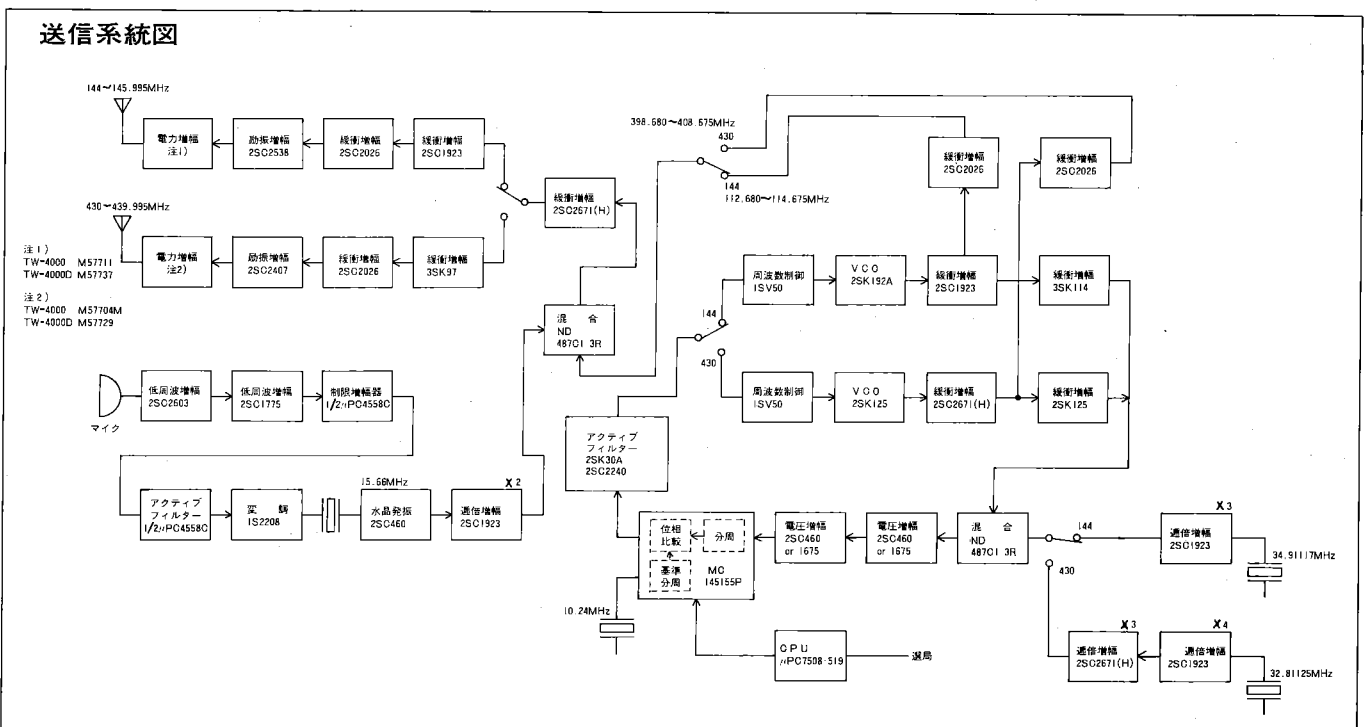 送信系統図
144〜145.995MHz
電力増幅
注1)
励振増幅
2SC2538
緩衝増幅
2SC2026
緩衝増幅
2SC1923
430〜439.995MHz
電力増幅
注2)
励振増幅
2SC2407
緩衝増幅
2SC2026
緩衝増幅
3SK97
緩衝増幅
2SC2671(H)
注1)
TW-4000 M57711
TW-4000D M57737
注2)
TW-4000 M57704M
TW-4000D M57729
398.680〜408.675MHz
430
144
112.680〜114.675MHz
緩衝増幅
2SC2026
緩衝増幅
2SC2026
混 合
ND
487C1 3R
144
430
周波数制御
1SV50
VCO
2SK192A
緩衝増幅
2SC1923
緩衝増幅
3SK114
周波数制御
1SV50
VCO
2SK125
緩衝増幅
2SC2671(H)
緩衝増幅
2SK125
マイク
低周波増幅
2SC2603
低周波増幅
2SC1775
制限増幅器
1/2μPC4558C
アクティブ
フィルター
1/2μPC4558C
変 調
1S2208
15.66MHz
水晶発振
2SC460
X2
逓倍増幅
2SC1923
アクティブ
フィルター
2SK30A
2SC2240
位相
比較
分周
基準
分周
MC
145155P
10.24MHz
電圧増幅
2SC460
or 1675
電圧増幅
2SC460
or 1675
混 合
ND
487C1 3R
144
430
X3
逓倍増幅
2SC1923
34.91117MHz
X3
逓倍増幅
2SC2671(H)
X4
逓倍増幅
2SC1923
32.81125MHz
CPU
μPC7508-519
選局